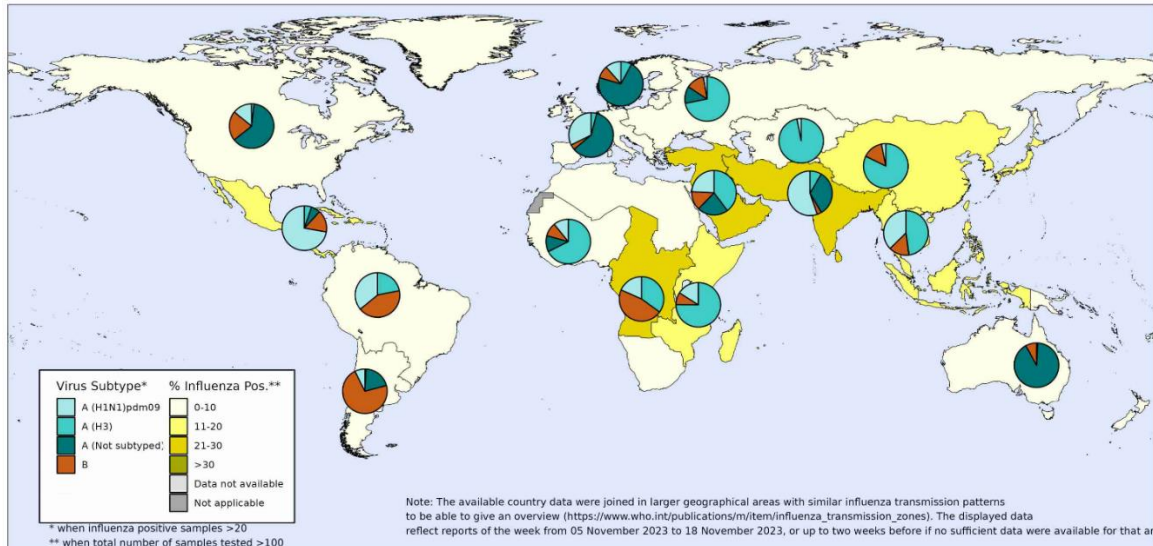 Virus Subtype*
A (H1N1)pdm09
A (H3)
A (Not subtyped)
B
% Influenza Pos.**
0-10
11-20
21-30
>30
Data not available
Not applicable
* when influenza positive samples >20
** when total number of samples tested >100
Note: The available country data were joined in larger geographical areas with similar influenza transmission patterns
to be able to give an overview (https://www.who.int/publications/m/item/influenza_transmission_zones). The displayed data
reflect reports of the week from 05 November 2023 to 18 November 2023, or up to two weeks before if no sufficient data were available for that